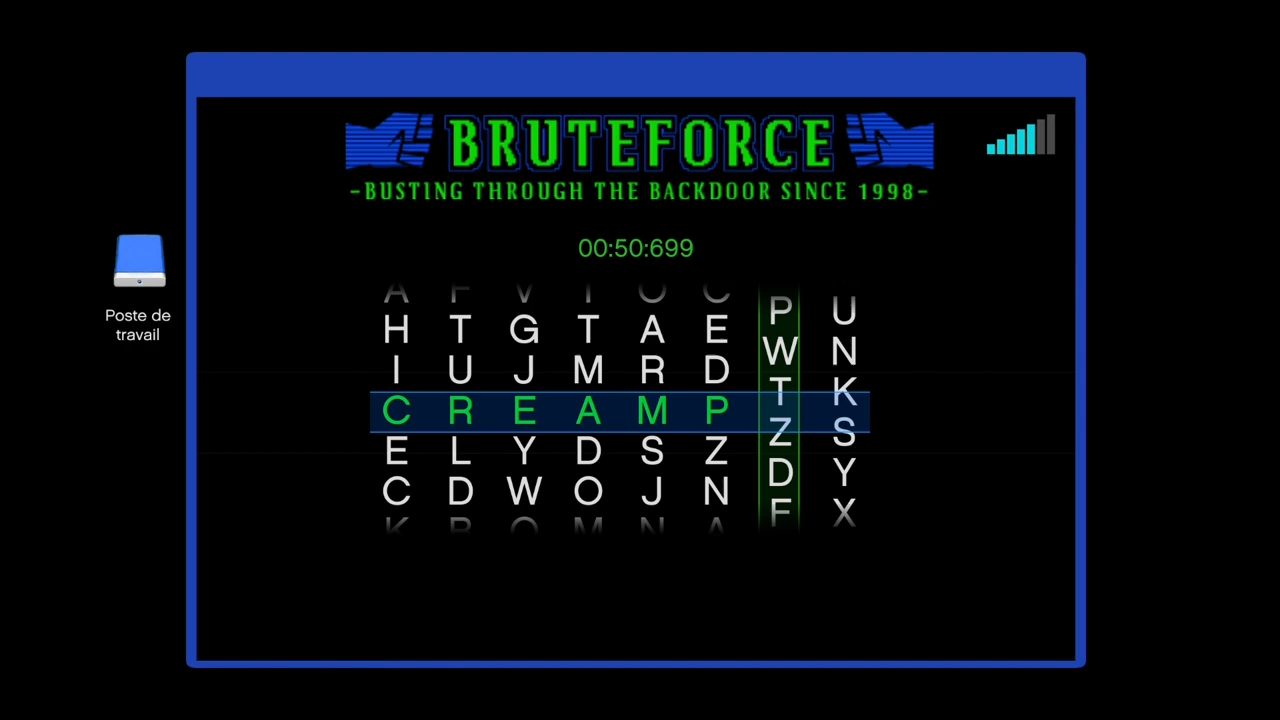 BRUTEFORCE
-BUSTING THROUGH THE BACKDOOR SINCE 1998-
00:50:699
Poste de
travail
P U
H T G T A E W N
I U J M R D T K
C R E A M P Z S
E L Y D S Z D Y
C D W O J N X